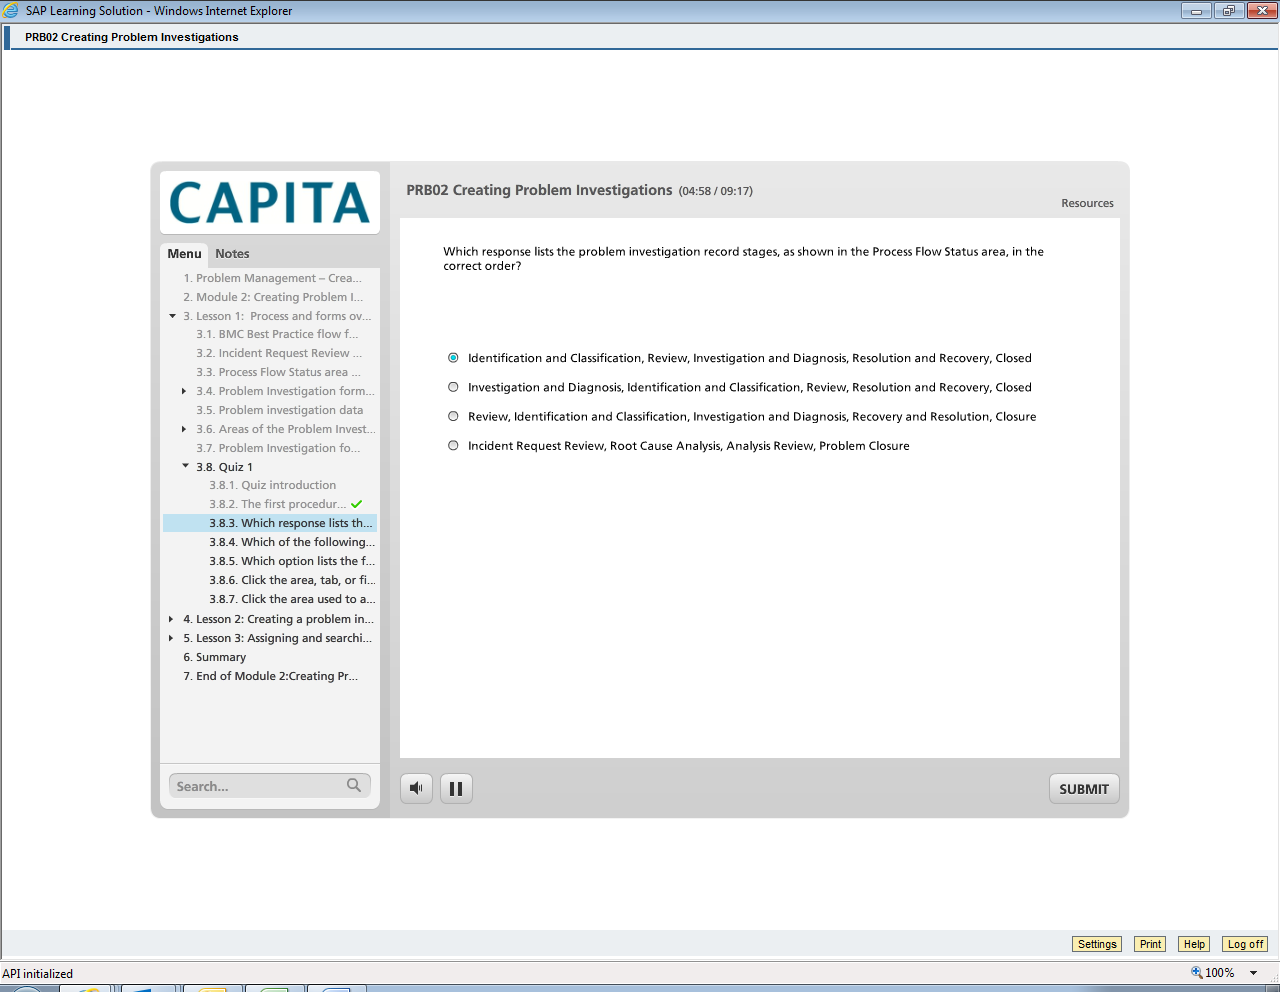 SAP Learning Solution - Windows Internet Explorer
PRB02 Creating Problem Investigations
CAPITA
PRB02 Creating Problem Investigations (04:58 / 09:17)
Resources
Menu
Notes
1. Problem Management – Crea...
2. Module 2: Creating Problem I...
3. Lesson 1: Process and forms ov...
3.1. BMC Best Practice flow f...
3.2. Incident Request Review ...
3.3. Process Flow Status area ...
3.4. Problem Investigation form...
3.5. Problem investigation data
3.6. Areas of the Problem Invest...
3.7. Problem Investigation fo...
3.8. Quiz 1
3.8.1. Quiz introduction
3.8.2. The first procedur...
3.8.3. Which response lists th...
3.8.4. Which of the following...
3.8.5. Which option lists the f...
3.8.6. Click the area, tab, or fi...
3.8.7. Click the area used to a...
4. Lesson 2: Creating a problem in...
5. Lesson 3: Assigning and searchi...
6. Summary
7. End of Module 2:Creating Pr...
Search...
Which response lists the problem investigation record stages, as shown in the Process Flow Status area, in the
correct order?
Identification and Classification, Review, Investigation and Diagnosis, Resolution and Recovery, Closed
Investigation and Diagnosis, Identification and Classification, Review, Resolution and Recovery, Closed
Review, Identification and Classification, Investigation and Diagnosis, Recovery and Resolution, Closure
Incident Request Review, Root Cause Analysis, Analysis Review, Problem Closure
SUBMIT
Settings
Print
Help
Log off
API initialized
100%